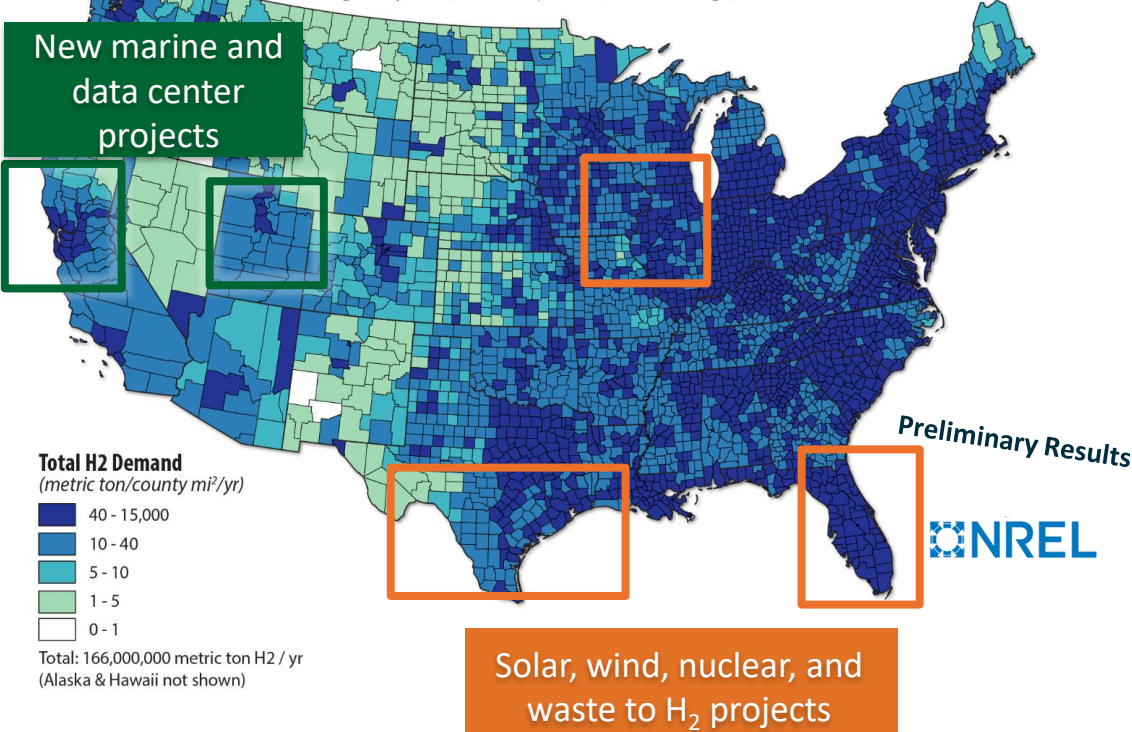 New marine and
data center
projects
Preliminary Results
Total H2 Demand
(metric ton/county mi²/yr)
40 - 15,000
10 - 40
5 - 10
1 - 5
0 - 1
Total: 166,000,000 metric ton H2 / yr
(Alaska & Hawaii not shown)
NREL
Solar, wind, nuclear, and
waste to H₂ projects